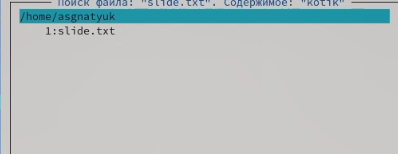 Поиск файла: "slide.txt". Содержимое: "kotik"
/home/asgnatyuk
1:slide.txt